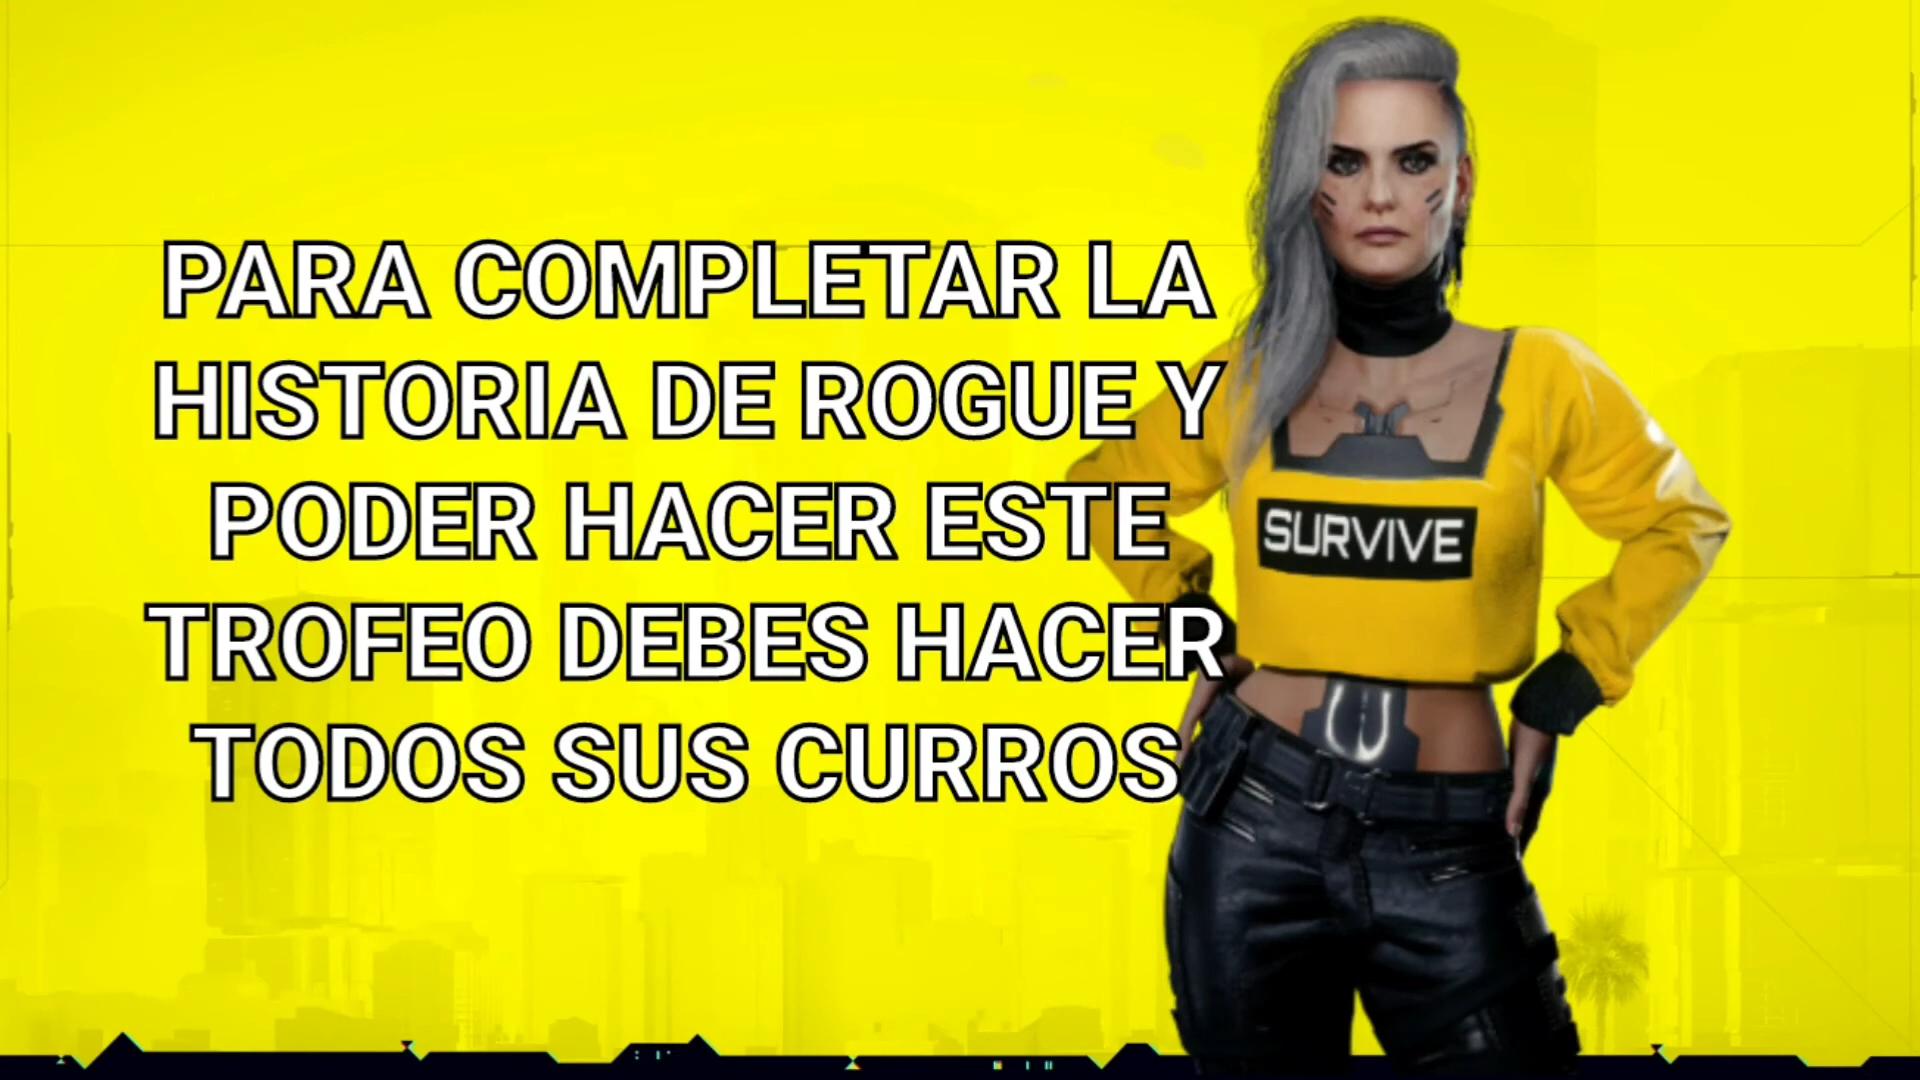 PARA COMPLETAR LA
HISTORIA DE ROGUE Y
PODER HACER ESTE
TROFEO DEBES HACER
TODOS SUS CURROS
SURVIVE